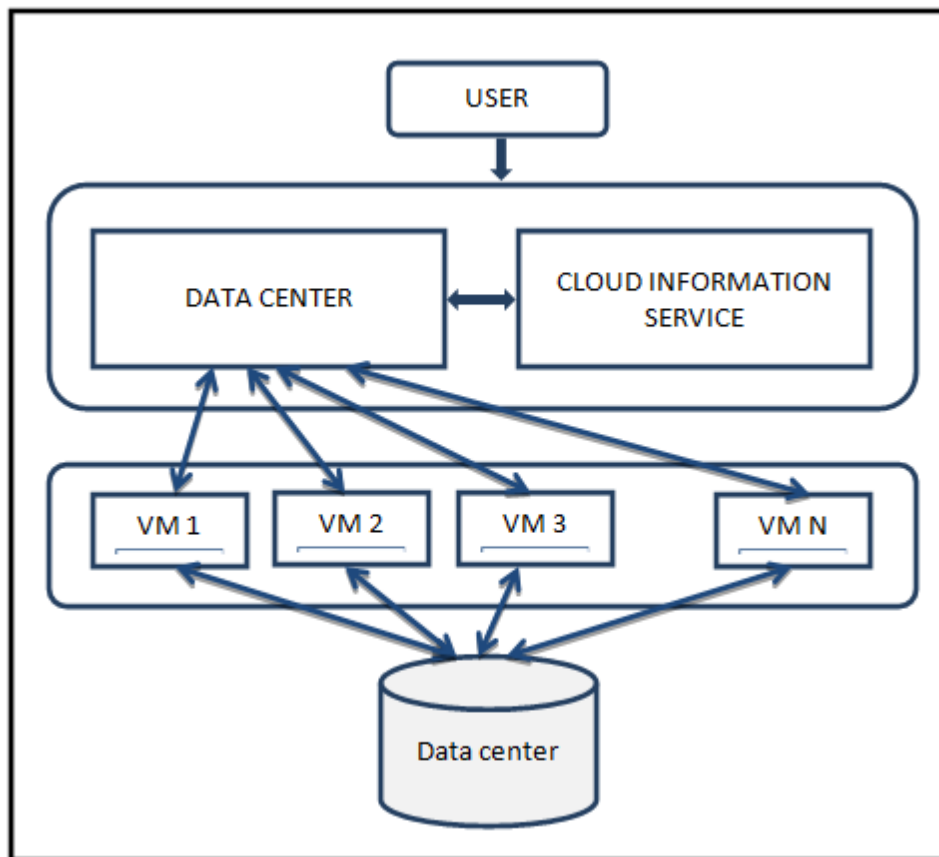 USER
DATA CENTER
CLOUD INFORMATION
SERVICE
VM 1
VM 2
VM 3
VM N
Data center